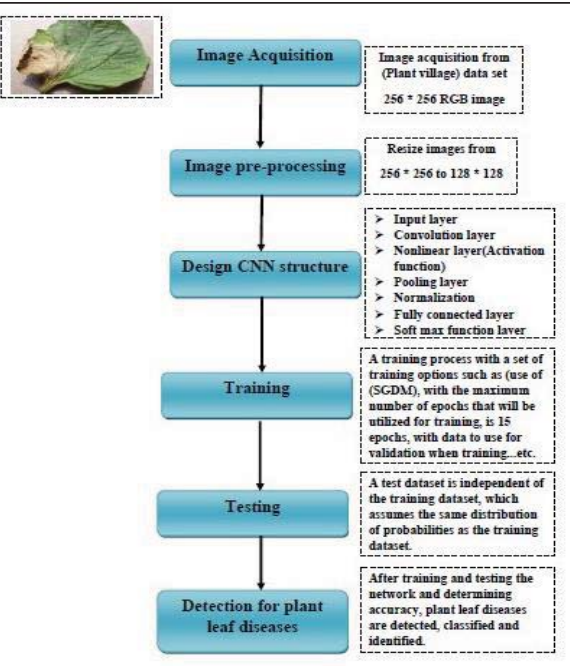 Image Acquisition
Image acquisition from
(Plant village) data set
256 * 256 RGB image
Image pre-processing
Resize images from
256 * 256 to 128 * 128
Design CNN structure
➤ Input layer
➤ Convolution layer
➤ Nonlinear layer(Activation
function)
➤ Pooling layer
➤ Normalization
➤ Fully connected layer
➤ Soft max function layer
Training
A training process with a set of
training options such as (use of
(SGDM), with the maximum
number of epochs that will be
utilized for training, is 15
epochs, with data to use for
validation when training...etc.
Testing
A test dataset is independent of
the training dataset, which
assumes the same distribution
of probabilities as the training
dataset.
Detection for plant
leaf diseases
After training and testing the
network and determining
accuracy, plant leaf diseases
are detected, classified and
identified.